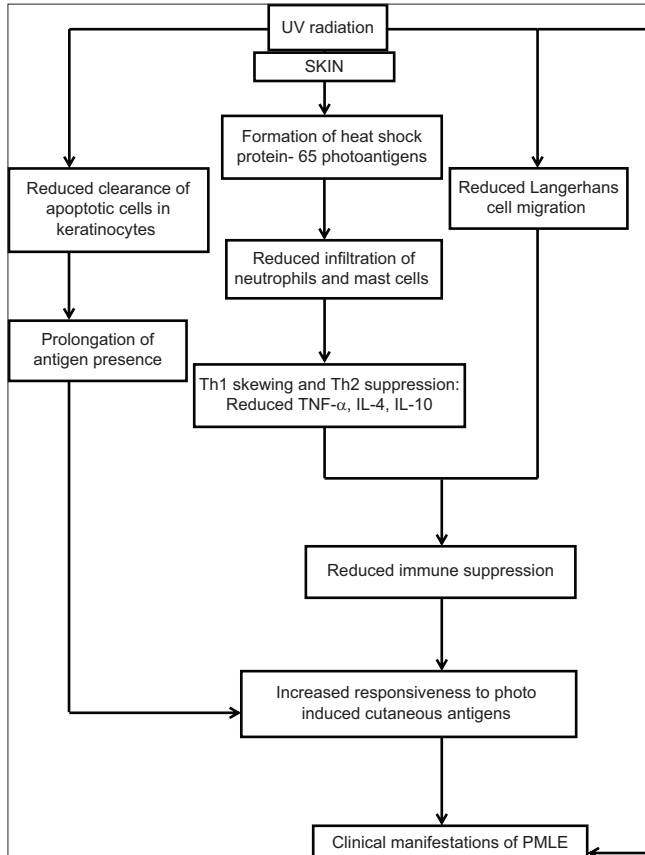 UV radiation
SKIN
Formation of heat shock
protein- 65 photoantigens
Reduced clearance of
apoptotic cells in
keratinocytes
Reduced Langerhans
cell migration
Reduced infiltration of
neutrophils and mast cells
Prolongation of
antigen presence
Th1 skewing and Th2 suppression:
Reduced TNF-α, IL-4, IL-10
Reduced immune suppression
Increased responsiveness to photo
induced cutaneous antigens
Clinical manifestations of PMLE